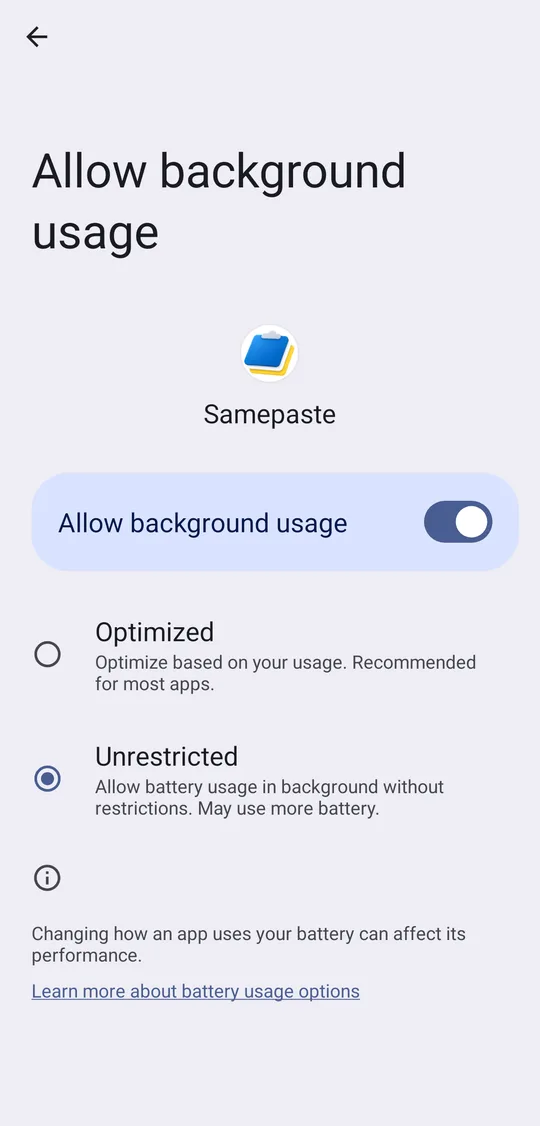 Allow background
usage
Samepaste
Allow background usage
Optimized
Optimize based on your usage. Recommended
for most apps.
Unrestricted
Allow battery usage in background without
restrictions. May use more battery.
Changing how an app uses your battery can affect its
performance.
Learn more about battery usage options